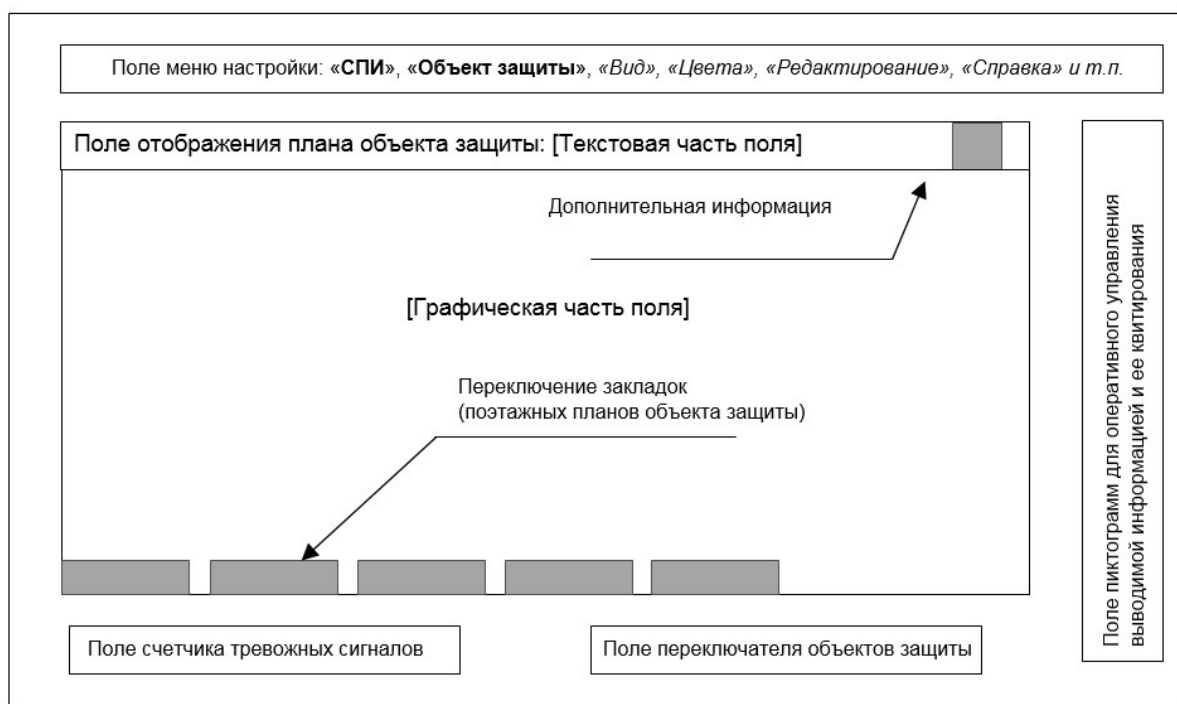 Поле меню настройки: «СПИ», «Объект защиты», «Вид», «Цвета», «Редактирование», «Справка» и т.п.
Поле отображения плана объекта защиты: [Текстовая часть поля]
Дополнительная информация
[Графическая часть поля]
Переключение закладок
(поэтажных планов объекта защиты)
Поле счетчика тревожных сигналов
Поле переключателя объектов защиты
Поле пиктограмм для оперативного управления
выводимой информацией и ее квитирования